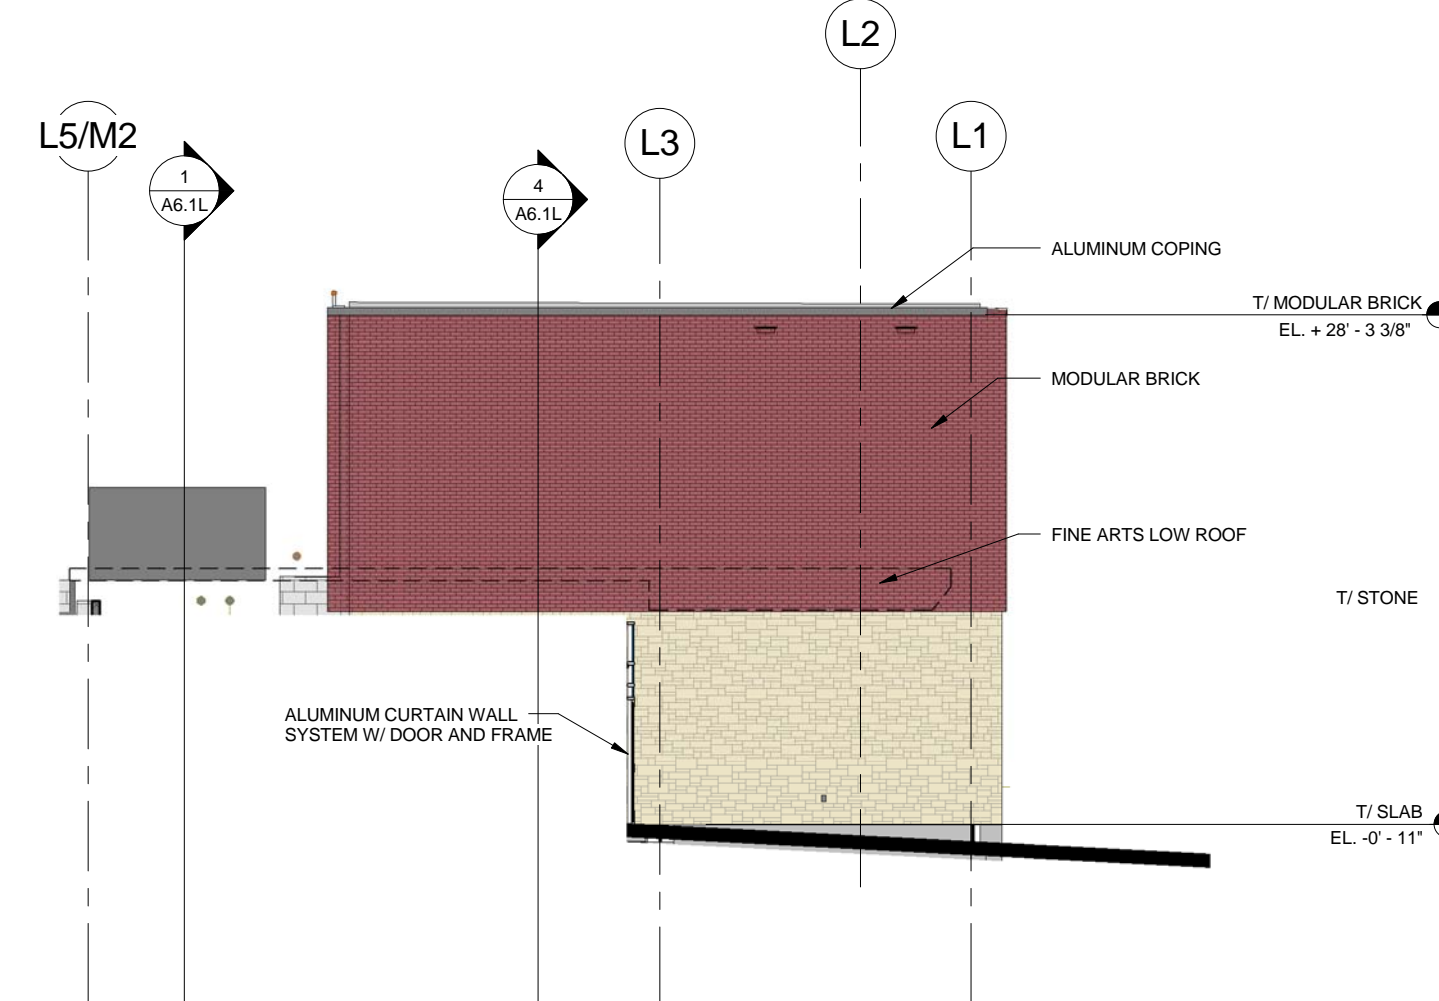 L2
L5/M2
L3
L1
1
A6.1L
4
A6.1L
ALUMINUM COPING
T/ MODULAR BRICK
EL. + 28' - 3 3/8"
MODULAR BRICK
FINE ARTS LOW ROOF
T/ STONE
ALUMINUM CURTAIN WALL
SYSTEM W/ DOOR AND FRAME
T/ SLAB
EL. -0' - 11"